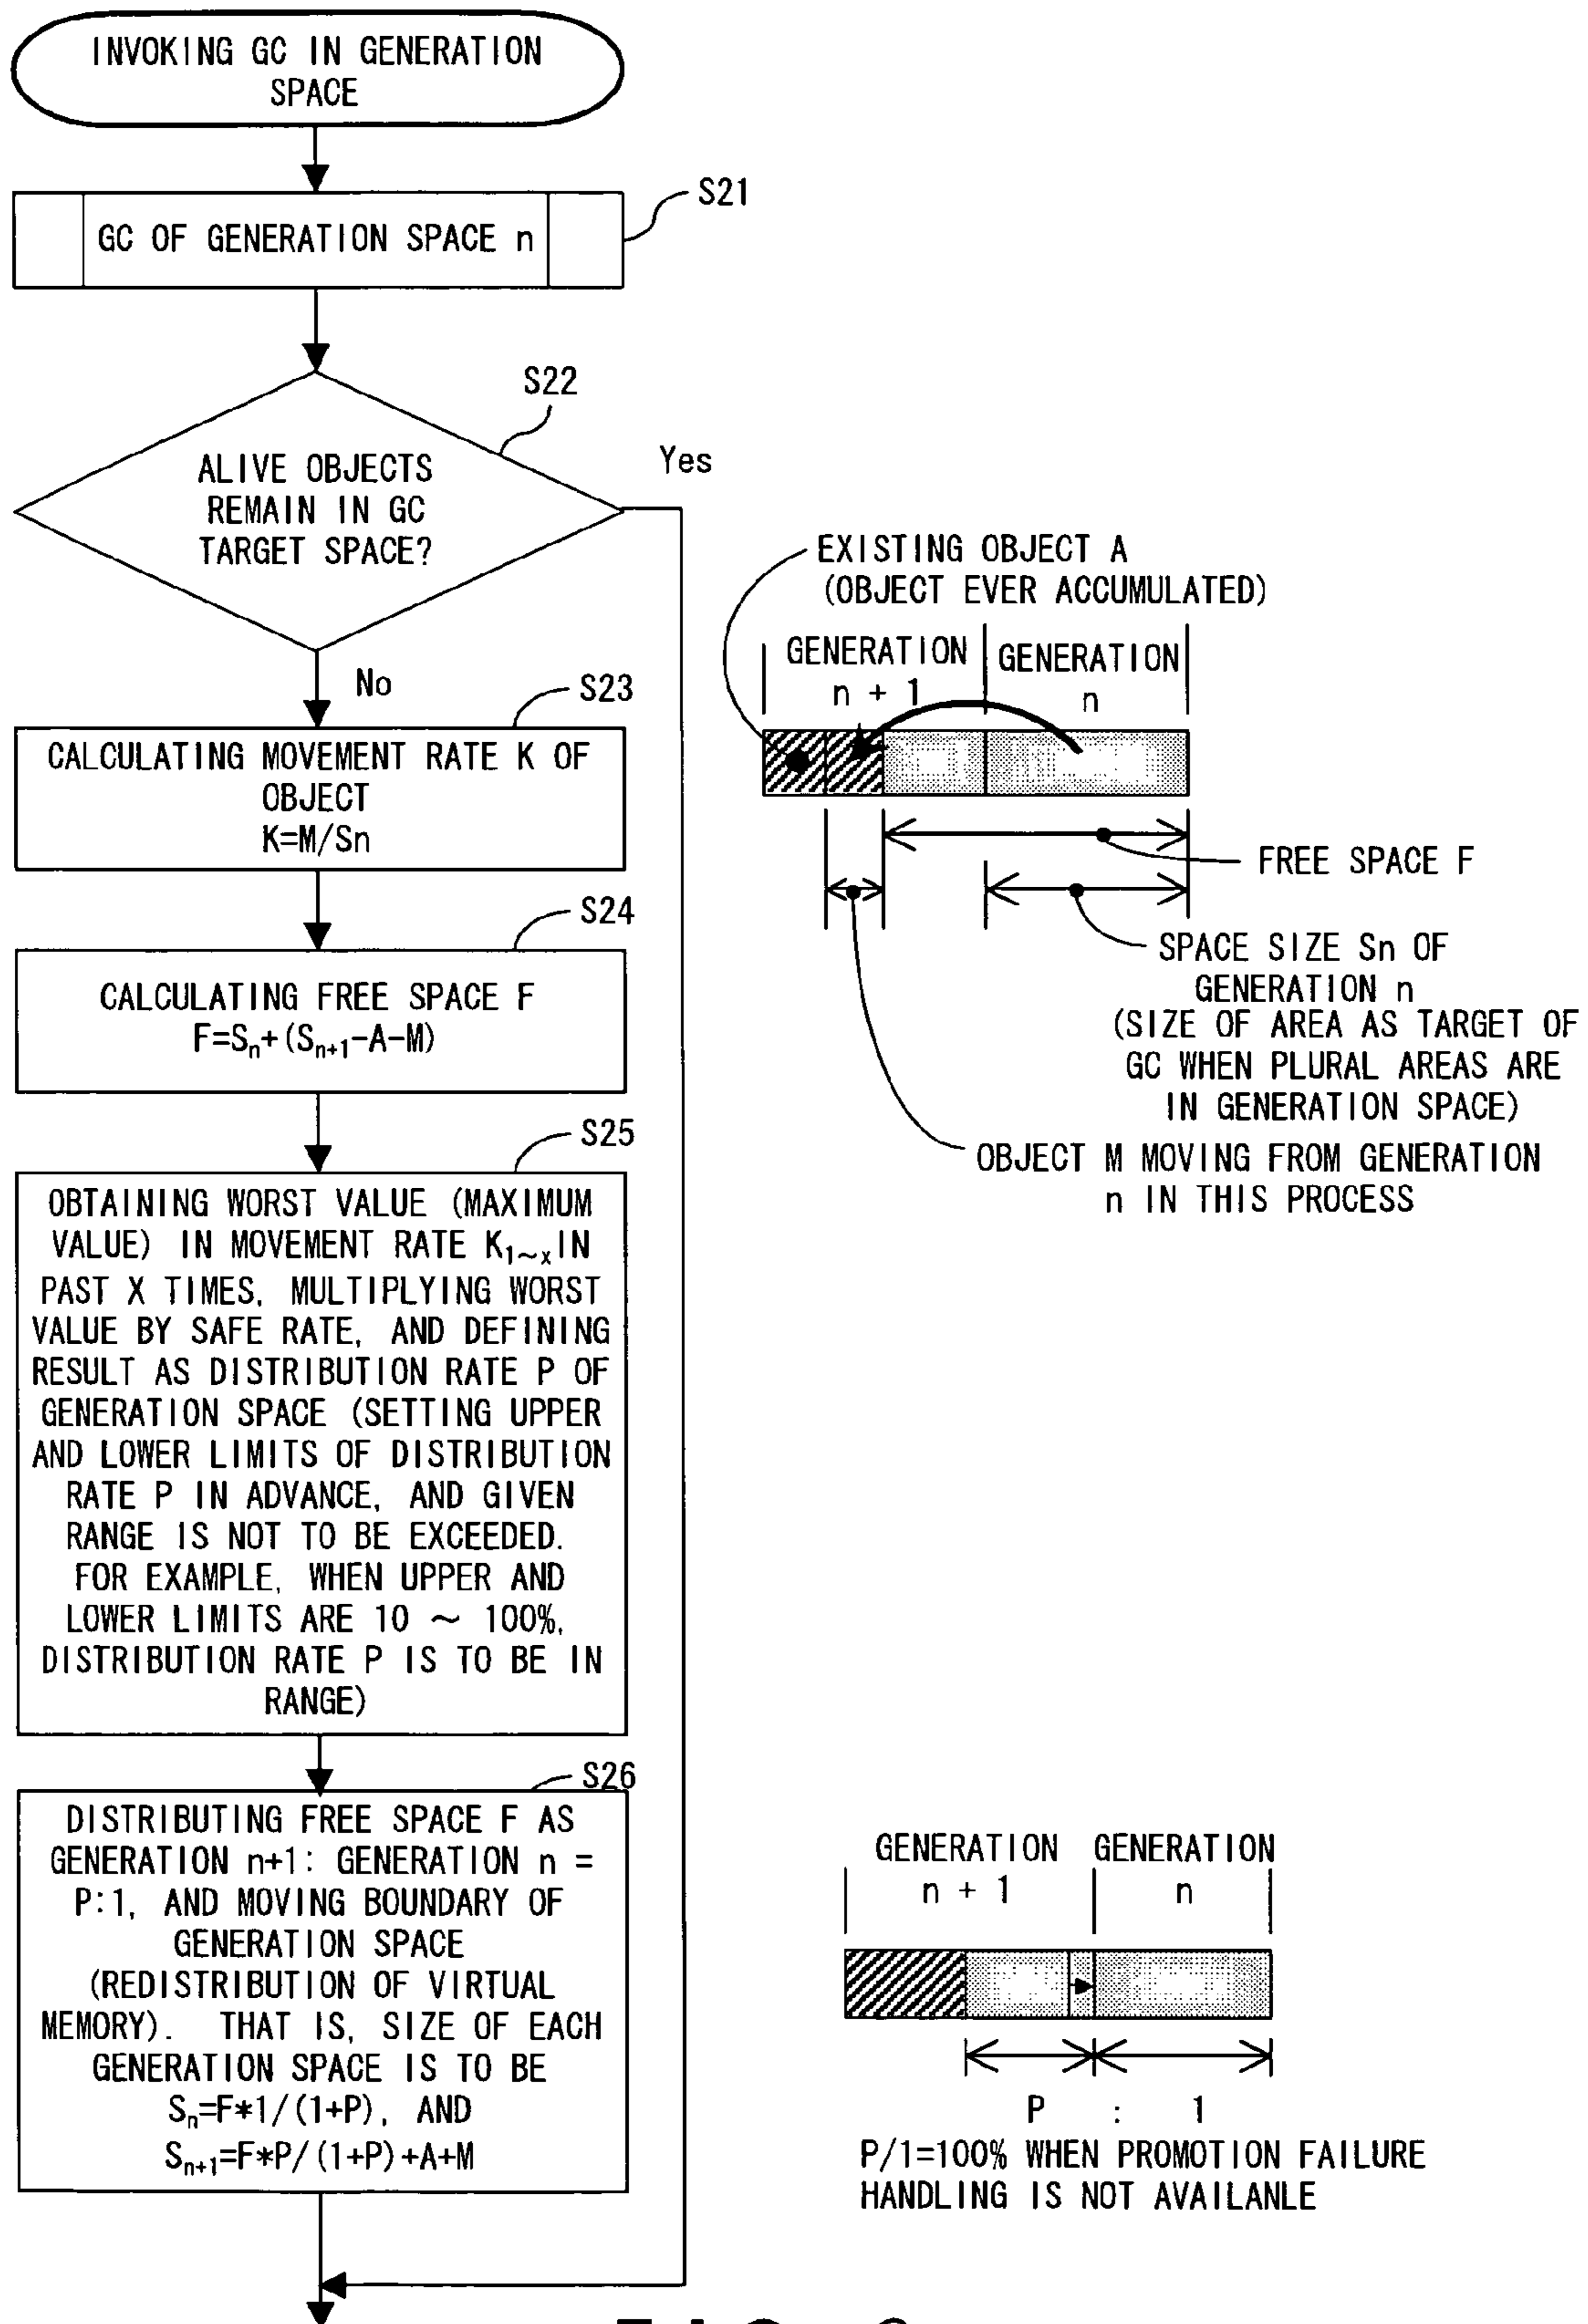 INVOKING GC IN GENERATION
SPACE
GC OF GENERATION SPACE n
S21
S22
ALIVE OBJECTS
REMAIN IN GC
TARGET SPACE?
Yes
No
S23
CALCULATING MOVEMENT RATE K OF
OBJECT
K=M/Sn
S24
CALCULATING FREE SPACE F
F=Sn+(Sn+1-A-M)
S25
OBTAINING WORST VALUE (MAXIMUM
VALUE) IN MOVEMENT RATE K1~x IN
PAST X TIMES, MULTIPLYING WORST
VALUE BY SAFE RATE, AND DEFINING
RESULT AS DISTRIBUTION RATE P OF
GENERATION SPACE (SETTING UPPER
AND LOWER LIMITS OF DISTRIBUTION
RATE P IN ADVANCE, AND GIVEN
RANGE IS NOT TO BE EXCEEDED.
FOR EXAMPLE, WHEN UPPER AND
LOWER LIMITS ARE 10 ~ 100%,
DISTRIBUTION RATE P IS TO BE IN
RANGE)
S26
DISTRIBUTING FREE SPACE F AS
GENERATION n+1: GENERATION n =
P:1, AND MOVING BOUNDARY OF
GENERATION SPACE
(REDISTRIBUTION OF VIRTUAL
MEMORY). THAT IS, SIZE OF EACH
GENERATION SPACE IS TO BE
Sn=F*1/(1+P), AND
Sn+1=F*P/(1+P)+A+M
EXISTING OBJECT A
(OBJECT EVER ACCUMULATED)
GENERATION
n + 1
GENERATION
n
FREE SPACE F
SPACE SIZE Sn OF
GENERATION n
(SIZE OF AREA AS TARGET OF
GC WHEN PLURAL AREAS ARE
IN GENERATION SPACE)
OBJECT M MOVING FROM GENERATION
n IN THIS PROCESS
GENERATION
n + 1
GENERATION
n
P : 1
P/1=100% WHEN PROMOTION FAILURE
HANDLING IS NOT AVAILANLE